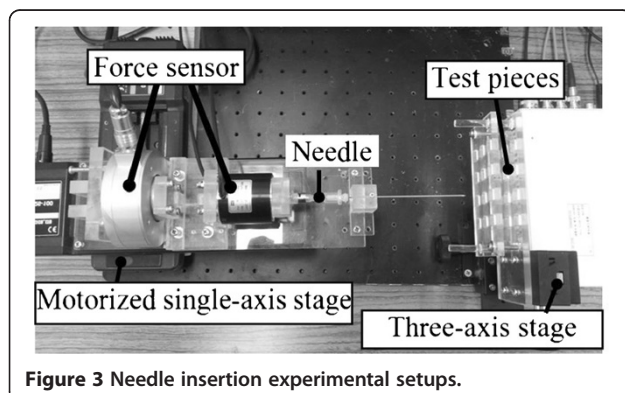 Force sensor
Test pieces
Needle
Motorized single-axis stage
Three-axis stage
Figure 3 Needle insertion experimental setups.